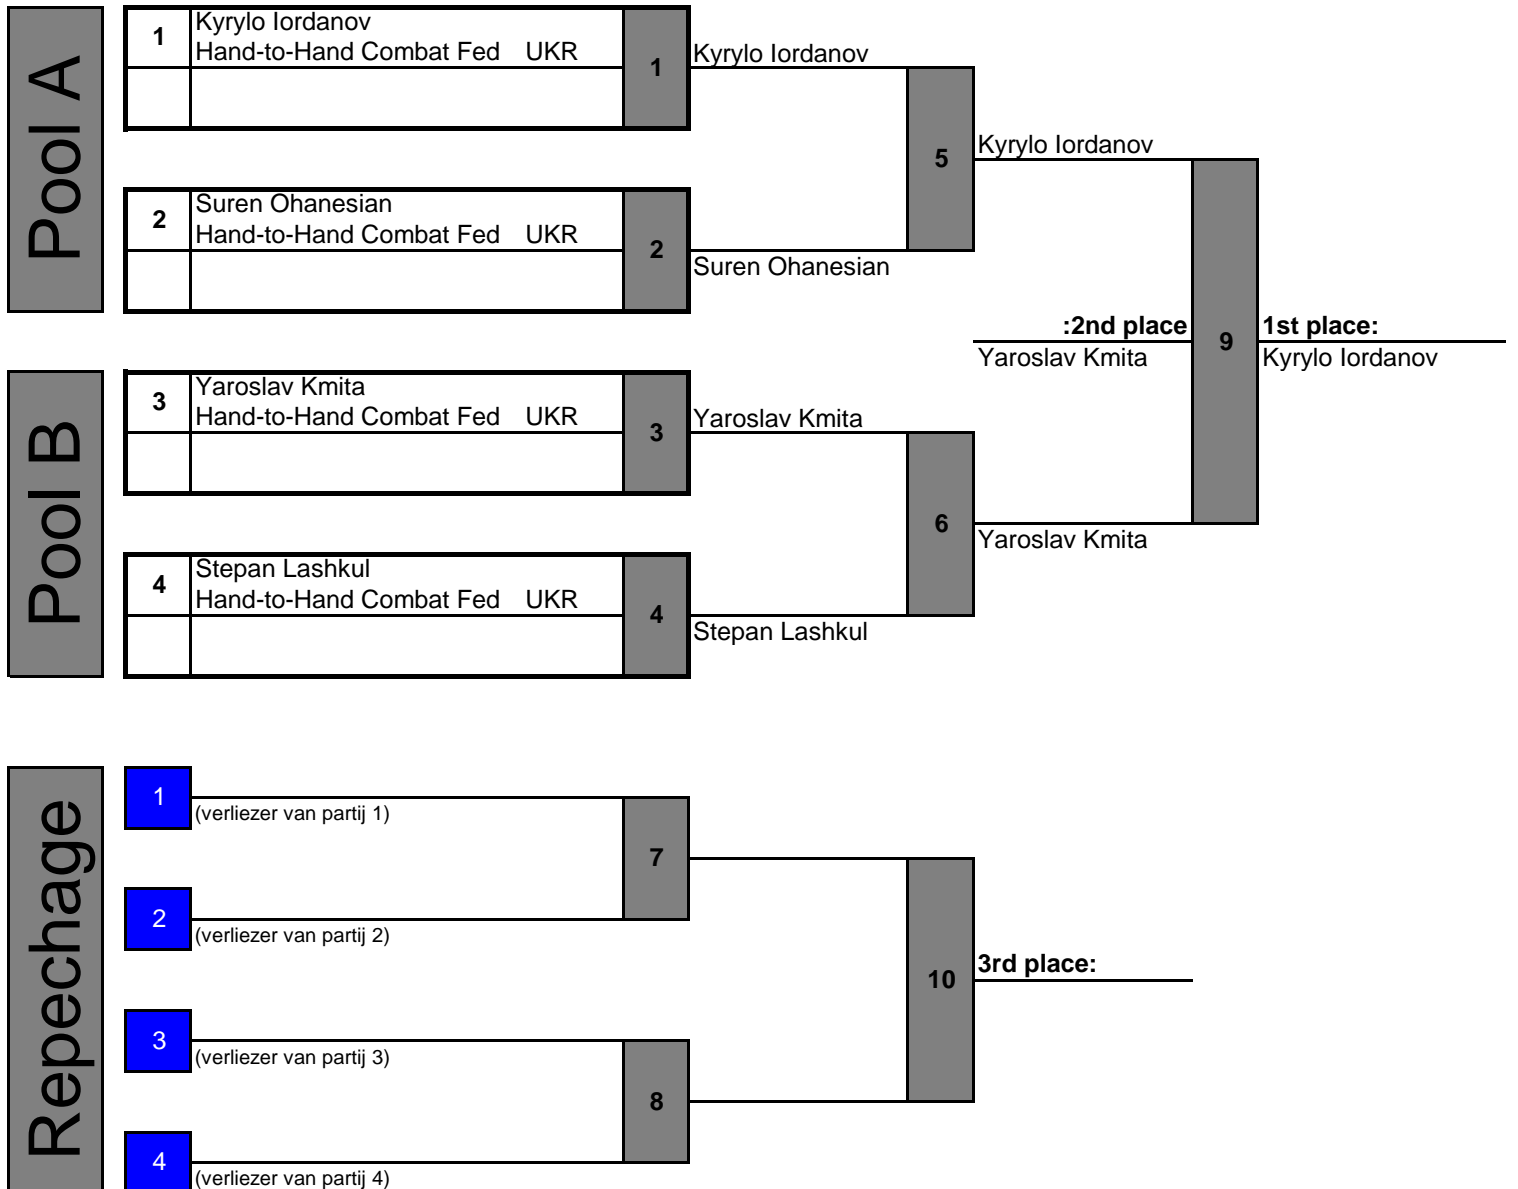 Pool A
1
Kyrylo Iordanov
Hand-to-Hand Combat Fed UKR
1
Kyrylo Iordanov
5
Kyrylo Iordanov
2
Suren Ohanesian
Hand-to-Hand Combat Fed UKR
2
Suren Ohanesian
:2nd place
Yaroslav Kmita
9
1st place:
Kyrylo Iordanov
Pool B
3
Yaroslav Kmita
Hand-to-Hand Combat Fed UKR
3
Yaroslav Kmita
6
Yaroslav Kmita
4
Stepan Lashkul
Hand-to-Hand Combat Fed UKR
4
Stepan Lashkul
Repechage
1
(verliezer van partij 1)
7
2
(verliezer van partij 2)
10
3rd place:
3
(verliezer van partij 3)
8
4
(verliezer van partij 4)